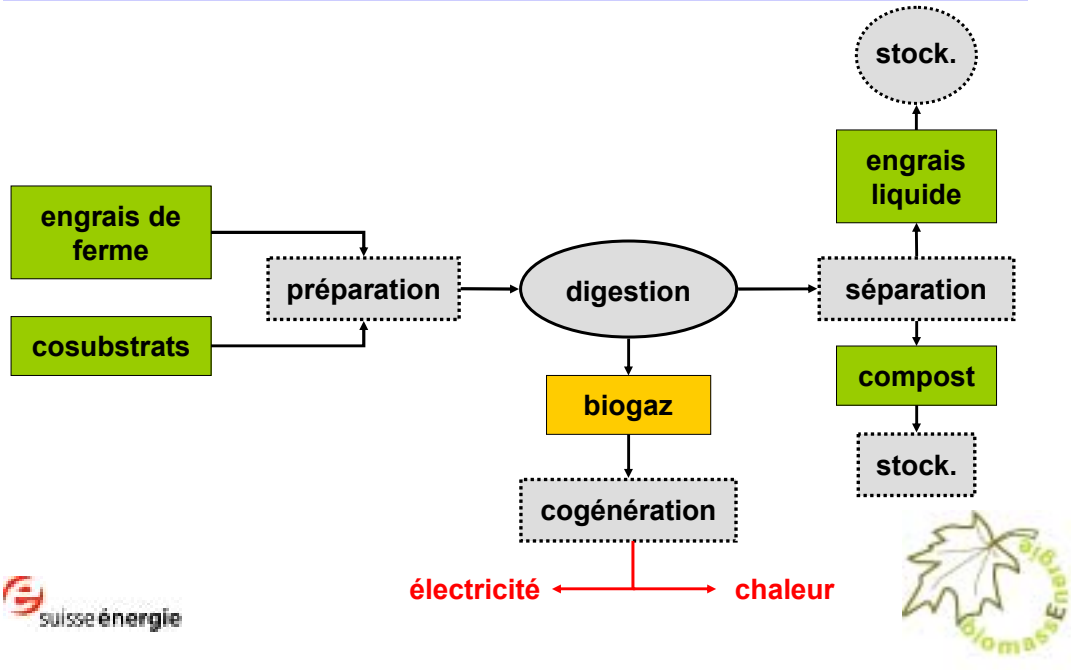 stock.
engrais
liquide
engrais de
ferme
préparation
digestion
séparation
cosubstrats
biogaz
compost
cogénération
stock.
électricité
chaleur
suisse énergie
biomassEnergie